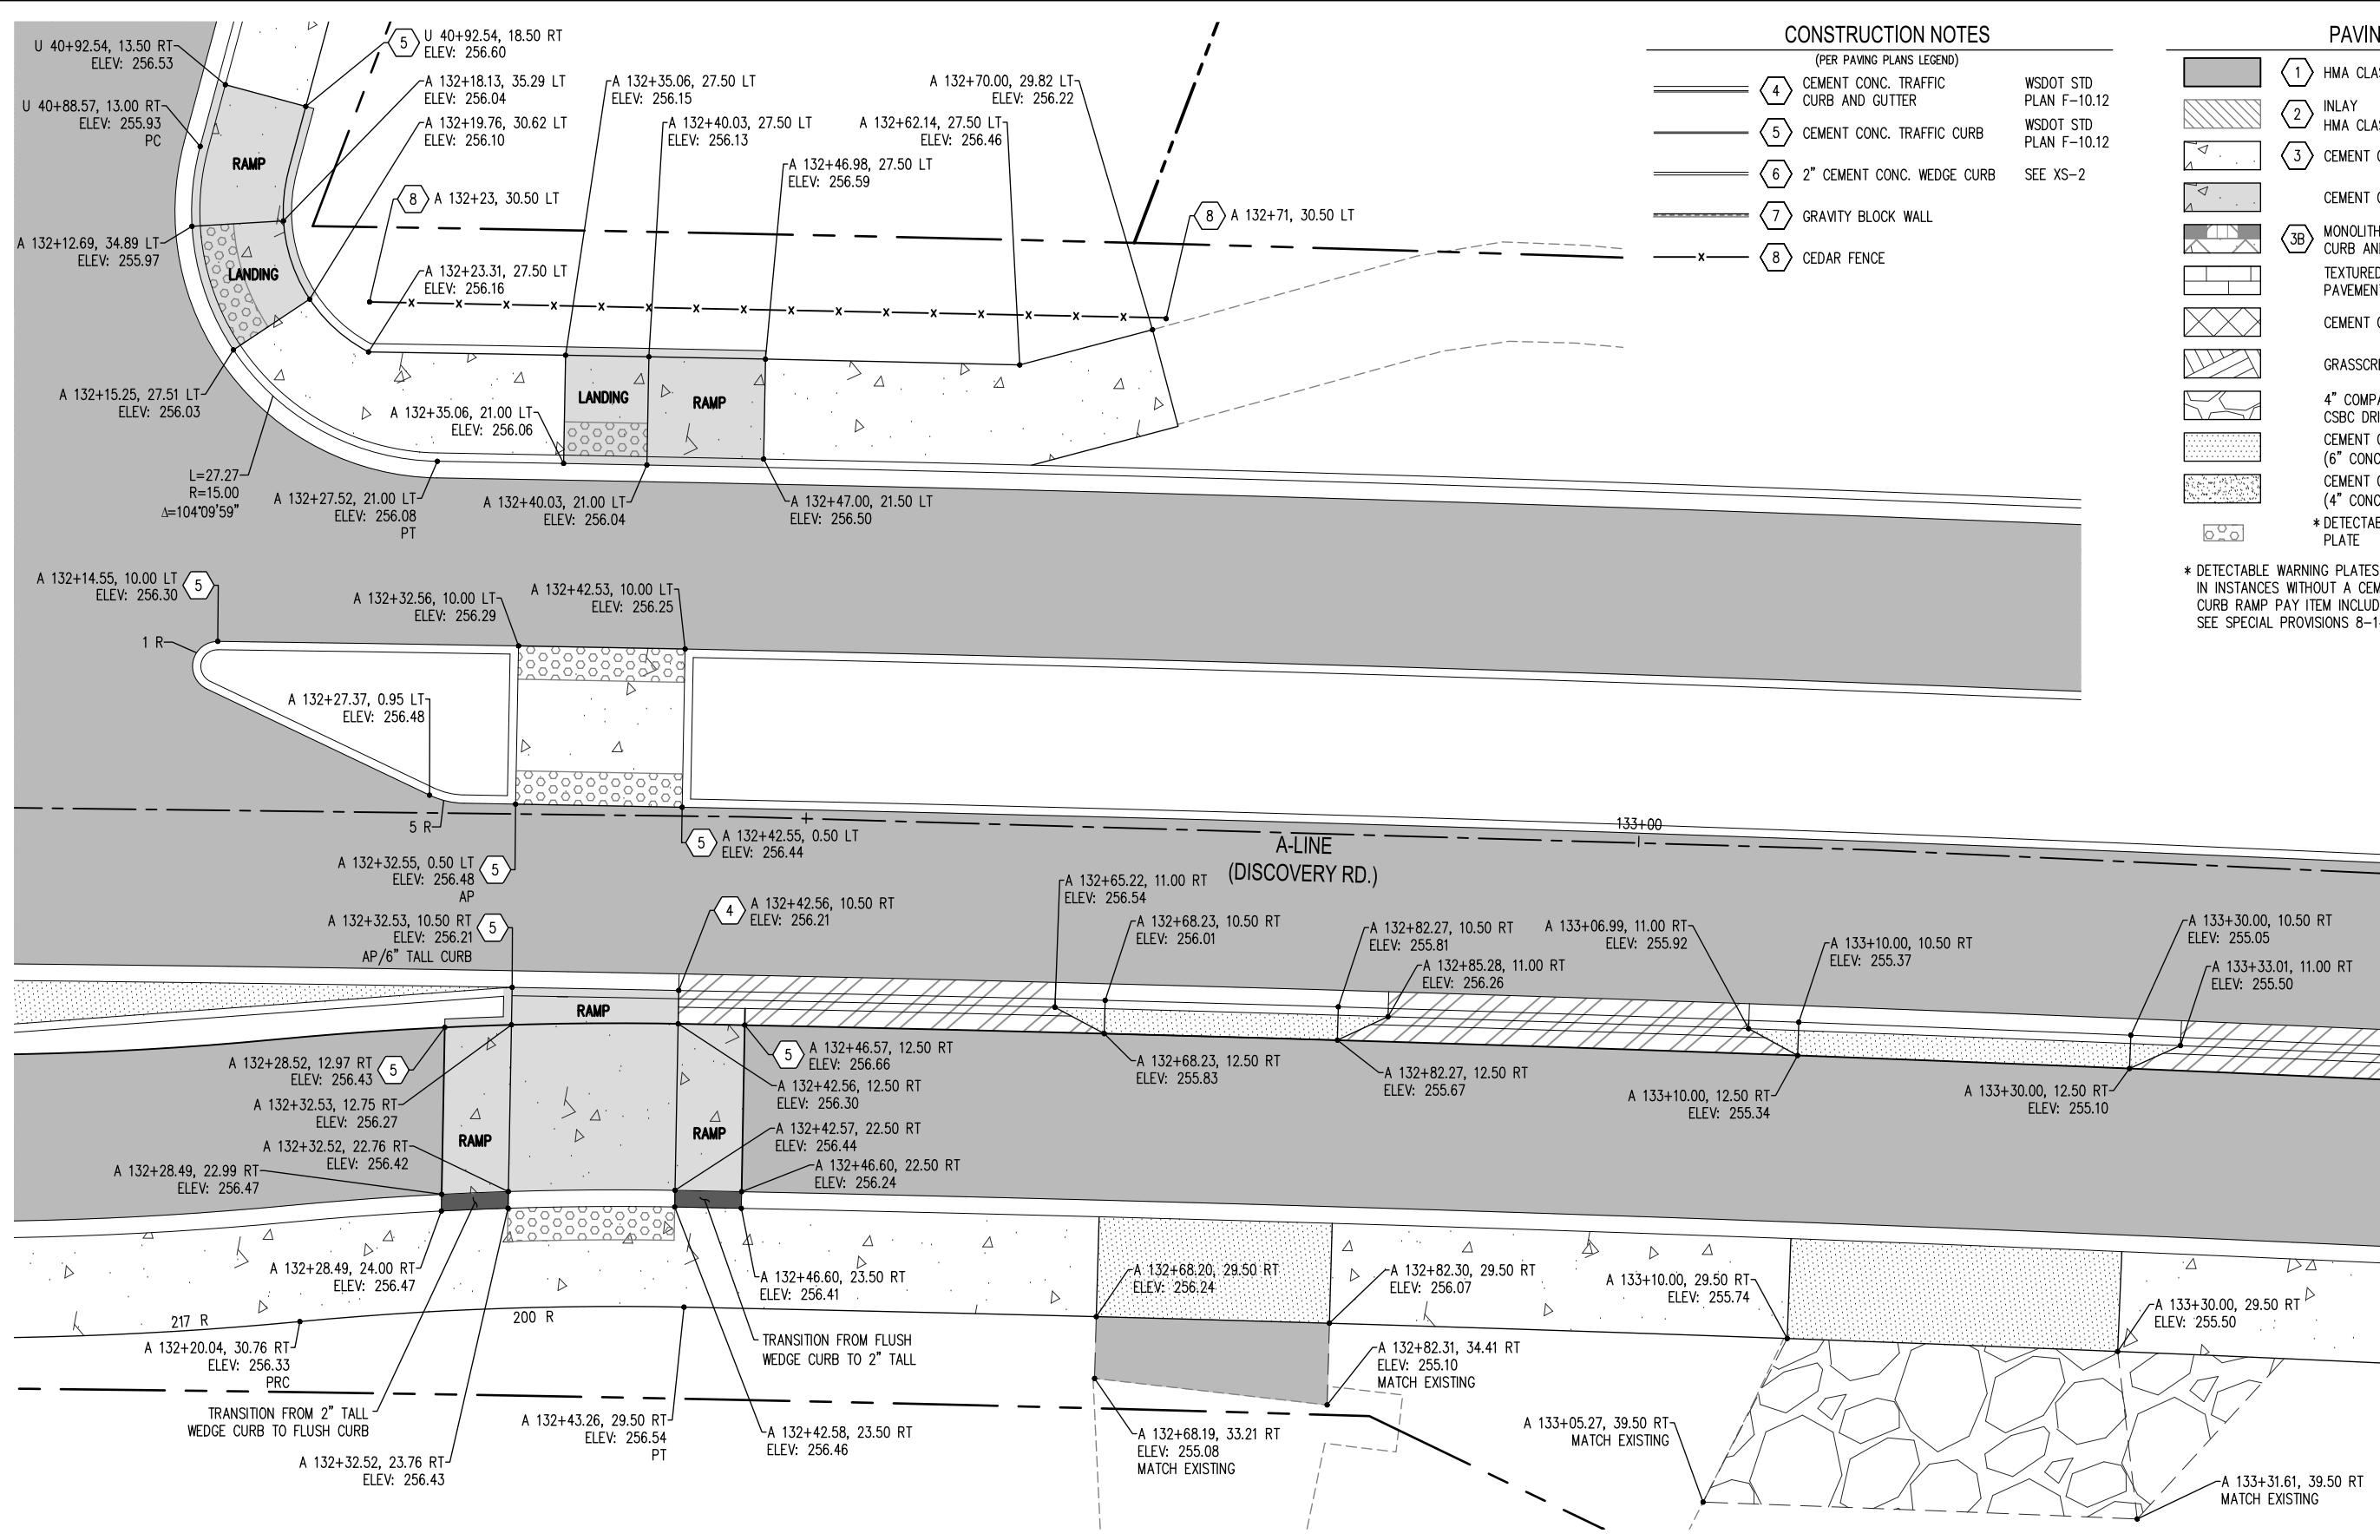 CONSTRUCTION NOTES
(PER PAVING PLANS LEGEND)
4 CEMENT CONC. TRAFFIC
CURB AND GUTTER
WSDOT STD
PLAN F-10.12
5 CEMENT CONC. TRAFFIC CURB
WSDOT STD
PLAN F-10.12
6 2" CEMENT CONC. WEDGE CURB SEE XS-2
7 GRAVITY BLOCK WALL
8 CEDAR FENCE
1 HMA
2 INLAY
HMA
3 CEMENT
CEMENT
3B
TEXTURED
CEMENT
4"
CSBC
CEMENT
(6"
CEMENT
(4"
*
PLATE
* DETECTABLE WARNING PLATES
IN INSTANCES WITHOUT A
CURB RAMP PAY ITEM
SEE SPECIAL PROVISIONS
U 40+92.54, 13.50 RT
ELEV: 256.53
5
U 40+92.54, 18.50 RT
ELEV: 256.60
U 40+88.57, 13.00 RT
ELEV: 255.93
PC
A 132+18.13, 35.29 LT
ELEV: 256.04
A 132+19.76, 30.62 LT
ELEV: 256.10
A 132+35.06, 27.50 LT
ELEV: 256.15
A 132+40.03, 27.50 LT
ELEV: 256.13
A 132+46.98, 27.50 LT
ELEV: 256.59
A 132+70.00, 29.82 LT
ELEV: 256.22
A 132+62.14, 27.50 LT
ELEV: 256.46
RAMP
8 A 132+23, 30.50 LT
8 A 132+71, 30.50 LT
A 132+12.69, 34.89 LT
ELEV: 255.97
LANDING
A 132+23.31, 27.50 LT
ELEV: 256.16
A 132+15.25, 27.51 LT
ELEV: 256.03
A 132+35.06, 21.00 LT
ELEV: 256.06
LANDING
RAMP
L=27.27
R=15.00
Δ=104°09'59"
A 132+27.52, 21.00 LT
ELEV: 256.08
PT
A 132+40.03, 21.00 LT
ELEV: 256.04
A 132+47.00, 21.50 LT
ELEV: 256.50
A 132+14.55, 10.00 LT
ELEV: 256.30
5
A 132+32.56, 10.00 LT
ELEV: 256.29
A 132+42.53, 10.00 LT
ELEV: 256.25
1 R
A 132+27.37, 0.95 LT
ELEV: 256.48
5 R
133+00
A-LINE
(DISCOVERY RD.)
5
A 132+42.55, 0.50 LT
ELEV: 256.44
A 132+32.55, 0.50 LT
ELEV: 256.48
AP
5
A 132+32.53, 10.50 RT
ELEV: 256.21
AP/6" TALL CURB
5
4
A 132+42.56, 10.50 RT
ELEV: 256.21
A 132+65.22, 11.00 RT
ELEV: 256.54
A 132+68.23, 10.50 RT
ELEV: 256.01
A 132+82.27, 10.50 RT
ELEV: 255.81
A 132+85.28, 11.00 RT
ELEV: 256.26
A 133+06.99, 11.00 RT
ELEV: 255.92
A 133+10.00, 10.50 RT
ELEV: 255.37
A 133+30.00, 10.50 RT
ELEV: 255.05
A 133+33.01, 11.00 RT
ELEV: 255.50
RAMP
A 132+28.52, 12.97 RT
ELEV: 256.43
5
5
A 132+46.57, 12.50 RT
ELEV: 256.66
A 132+68.23, 12.50 RT
ELEV: 255.83
A 132+82.27, 12.50 RT
ELEV: 255.67
A 133+10.00, 12.50 RT
ELEV: 255.34
A 133+30.00, 12.50 RT
ELEV: 255.10
A 132+32.53, 12.75 RT
ELEV: 256.27
A 132+42.56, 12.50 RT
ELEV: 256.30
RAMP
RAMP
A 132+32.52, 22.76 RT
ELEV: 256.42
A 132+42.57, 22.50 RT
ELEV: 256.44
A 132+28.49, 22.99 RT
ELEV: 256.47
A 132+46.60, 22.50 RT
ELEV: 256.24
A 132+28.49, 24.00 RT
ELEV: 256.47
A 132+46.60, 23.50 RT
ELEV: 256.41
A 132+68.20, 29.50 RT
ELEV: 256.24
A 132+82.30, 29.50 RT
ELEV: 256.07
A 133+10.00, 29.50 RT
ELEV: 255.74
A 133+30.00, 29.50 RT
ELEV: 255.50
217 R
200 R
A 132+20.04, 30.76 RT
ELEV: 256.33
PRC
TRANSITION FROM FLUSH
WEDGE CURB TO 2" TALL
A 132+82.31, 34.41 RT
ELEV: 255.10
MATCH EXISTING
TRANSITION FROM 2" TALL
WEDGE CURB TO FLUSH CURB
A 132+43.26, 29.50 RT
ELEV: 256.54
PT
A 132+42.58, 23.50 RT
ELEV: 256.46
A 132+68.19, 33.21 RT
ELEV: 255.08
MATCH EXISTING
A 133+05.27, 39.50 RT
MATCH EXISTING
A 132+32.52, 23.76 RT
ELEV: 256.43
A 133+31.61, 39.50 RT
MATCH EXISTING